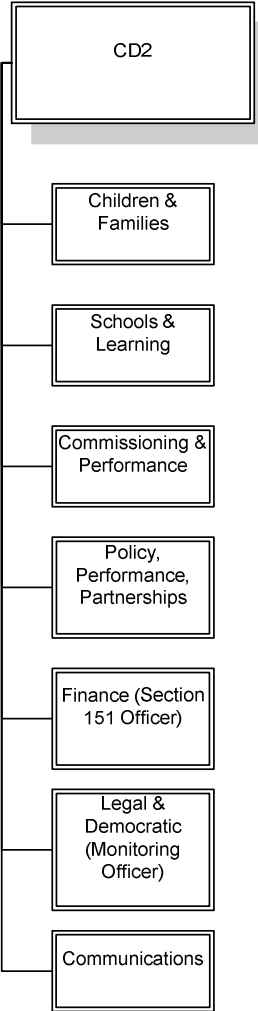 CD2
Children &
Families
Schools &
Learning
Commissioning &
Performance
Policy,
Performance,
Partnerships
Finance (Section
151 Officer)
Legal &
Democratic
(Monitoring
Officer)
Communications